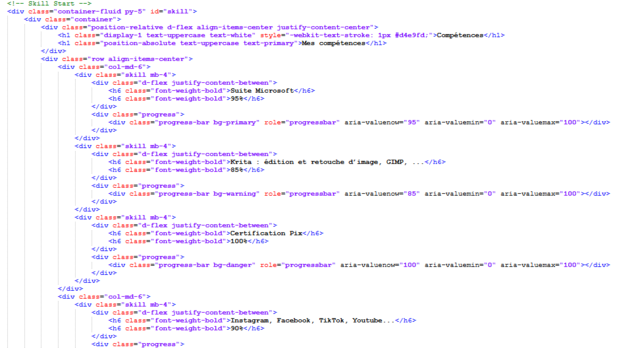 <!-- Skill Start -->
<div class="container-fluid py-5" id="skill">
<div class="container">
<div class="position-relative d-flex align-items-center justify-content-center">
<h1 class="display-1 text-uppercase text-white" style="-webkit-text-stroke: 1px #d4e9fd;">Compétences</h1>
<h1 class="position-absolute text-uppercase text-primary">Mes compétences</h1>
</div>
<div class="row align-items-center">
<div class="col-md-6">
<div class="skill mb-4">
<div class="d-flex justify-content-between">
<h6 class="font-weight-bold">Suite Microsoft</h6>
<h6 class="font-weight-bold">95%</h6>
</div>
<div class="progress">
<div class="progress-bar bg-primary" role="progressbar" aria-valuenow="95" aria-valuemin="0" aria-valuemax="100"></div>
</div>
</div>
<div class="skill mb-4">
<div class="d-flex justify-content-between">
<h6 class="font-weight-bold">Krita : édition et retouche d'image, GIMP, ...</h6>
<h6 class="font-weight-bold">85%</h6>
</div>
<div class="progress">
<div class="progress-bar bg-warning" role="progressbar" aria-valuenow="85" aria-valuemin="0" aria-valuemax="100"></div>
</div>
</div>
<div class="skill mb-4">
<div class="d-flex justify-content-between">
<h6 class="font-weight-bold">Certification Pix</h6>
<h6 class="font-weight-bold">100%</h6>
</div>
<div class="progress">
<div class="progress-bar bg-danger" role="progressbar" aria-valuenow="100" aria-valuemin="0" aria-valuemax="100"></div>
</div>
</div>
</div>
<div class="col-md-6">
<div class="skill mb-4">
<div class="d-flex justify-content-between">
<h6 class="font-weight-bold">Instagram, Facebook, TikTok, Youtube...</h6>
<h6 class="font-weight-bold">90%</h6>
</div>
<div class="progress">